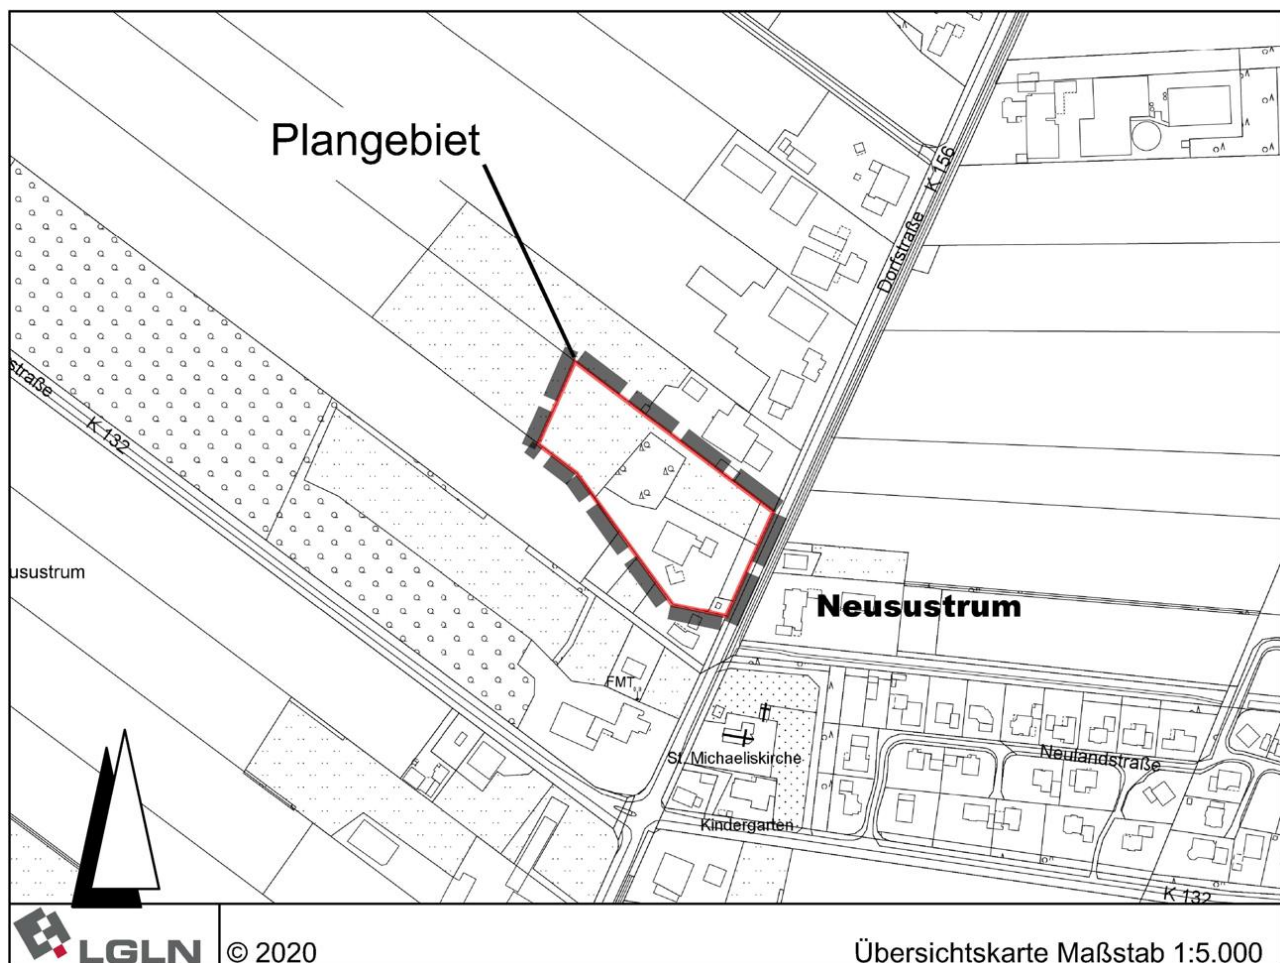 Plangebiet
K 156
Dorfstraße
straße
K 132
usustrum
Neusustrum
FMT
St. Michaeliskirche
Neulandstraße
Kindergarten
K 132
LGLN
© 2020
Übersichtskarte Maßstab 1:5.000